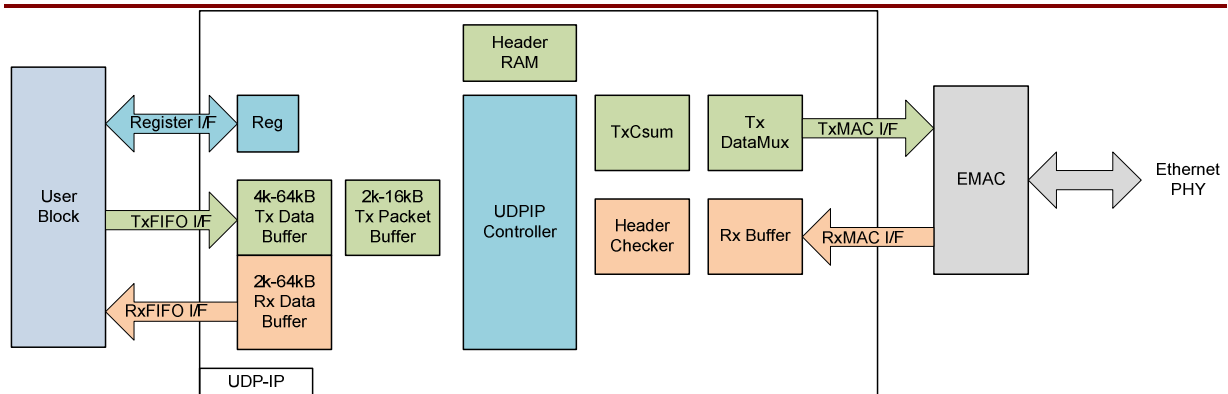 Header
RAM
Register I/F
Reg
TxCsum
Tx
DataMux
TxMAC I/F
User
Block
TxFIFO I/F
4k-64kB
Tx Data
Buffer
2k-16kB
Tx Packet
Buffer
UDPIP
Controller
Header
Checker
Rx Buffer
RxMAC I/F
EMAC
Ethernet
PHY
2k-64kB
Rx Data
Buffer
RxFIFO I/F
UDP-IP